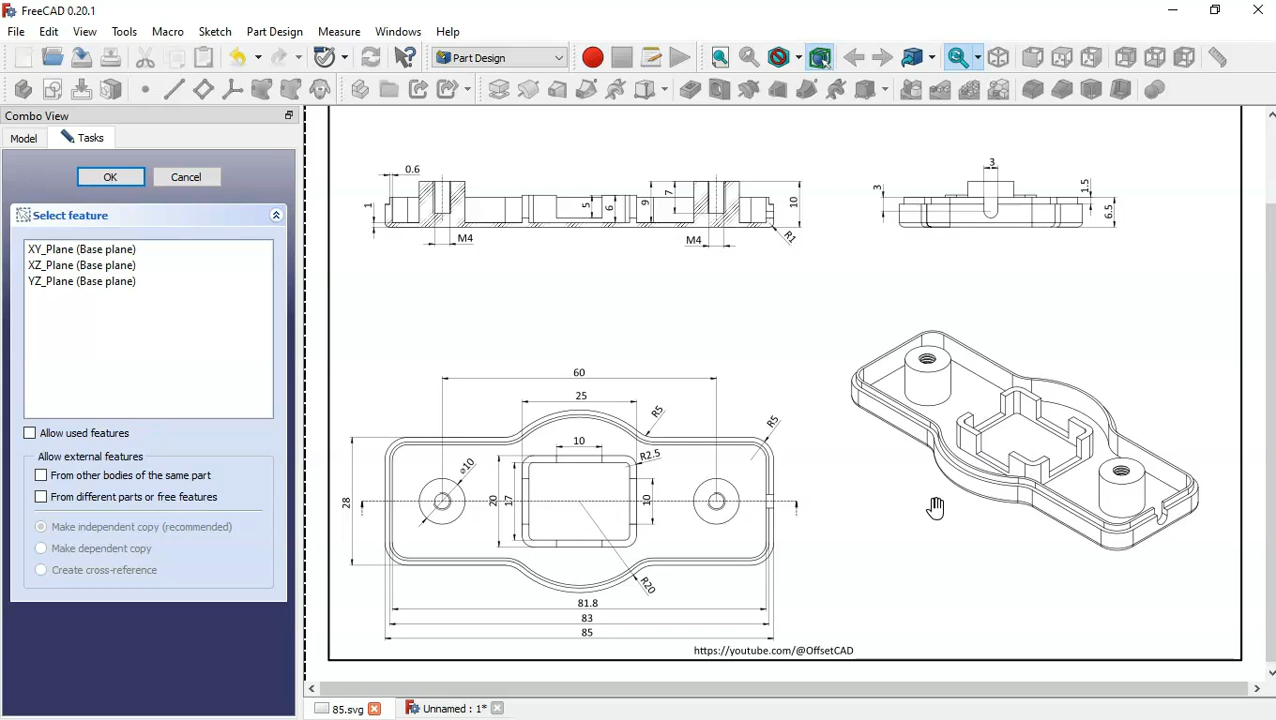 FreeCAD 0.20.1
File Edit View Tools Macro Sketch Part Design Measure Windows Help
Part Design
Combo View
Model Tasks
OK Cancel
Select feature
XY_Plane (Base plane)
XZ_Plane (Base plane)
YZ_Plane (Base plane)
Allow used features
Allow external features
From other bodies of the same part
From different parts or free features
Make independent copy (recommended)
Make dependent copy
Create cross-reference
0.6
1
M4
5
6
9
7
M4
10
R1
3
3
1.5
6.5
60
25
R5
R5
10
R2.5
⌀10
28
20
17
10
R20
81.8
83
85
https://youtube.com/@OffsetCAD
85.svg Unnamed : 1*